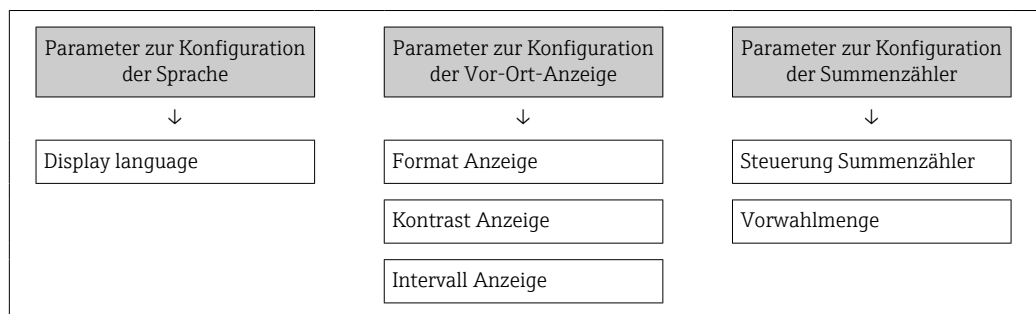 Parameter zur Konfiguration
der Sprache
↓
Display language
Parameter zur Konfiguration
der Vor-Ort-Anzeige
↓
Format Anzeige
Kontrast Anzeige
Intervall Anzeige
Parameter zur Konfiguration
der Summenzähler
↓
Steuerung Summenzähler
Vorwahlmenge